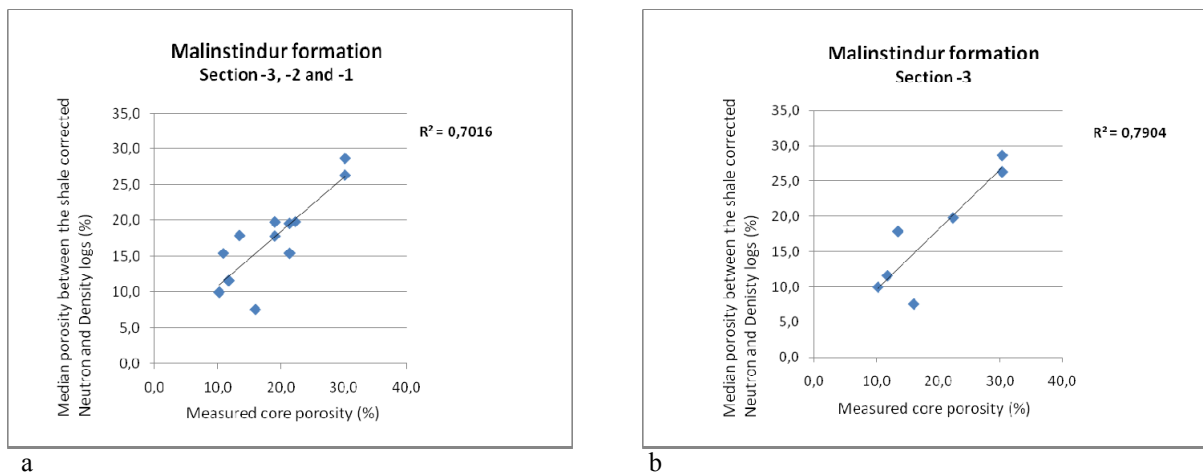 Malinstindur formation
Section -3, -2 and -1
R² = 0,7016
Median porosity between the shale corrected
Neutron and Density logs (%)
35,0
30,0
25,0
20,0
15,0
10,0
5,0
0,0
0,0 10,0 20,0 30,0 40,0
Measured core porosity (%)
a
Malinstindur formation
Section -3
R² = 0,7904
Median porosity between the shale corrected
Neutron and Denisty logs (%)
35,0
30,0
25,0
20,0
15,0
10,0
5,0
0,0
0,0 10,0 20,0 30,0 40,0
Measured core porosity (%)
b